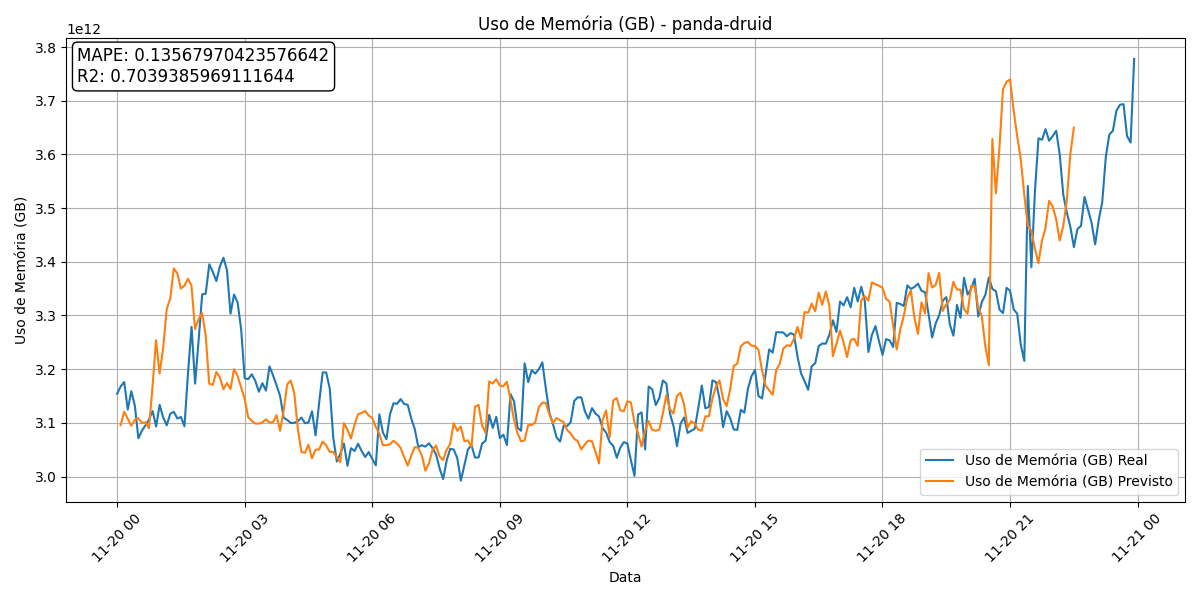 Uso de Memória (GB) - panda-druid
1e12
MAPE: 0.13567970423576642
R2: 0.7039385969111644
3.8
3.7
3.6
3.5
3.4
3.3
3.2
3.1
3.0
Uso de Memória (GB)
Uso de Memória (GB) Real
Uso de Memória (GB) Previsto
11-20 00
11-20 03
11-20 06
11-20 09
11-20 12
11-20 15
11-20 18
11-20 21
11-21 00
Data